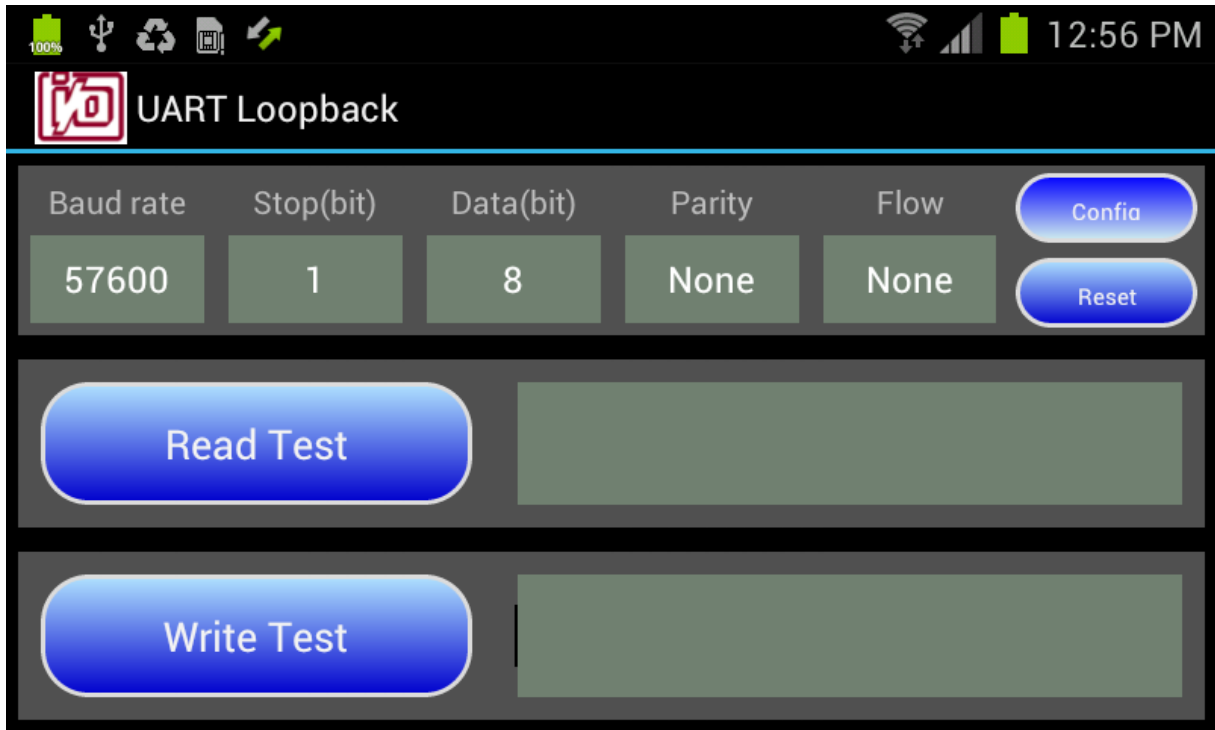 100%
12:56 PM
I/O UART Loopback
Baud rate Stop(bit) Data(bit) Parity Flow Config
57600 1 8 None None Reset
Read Test
Write Test